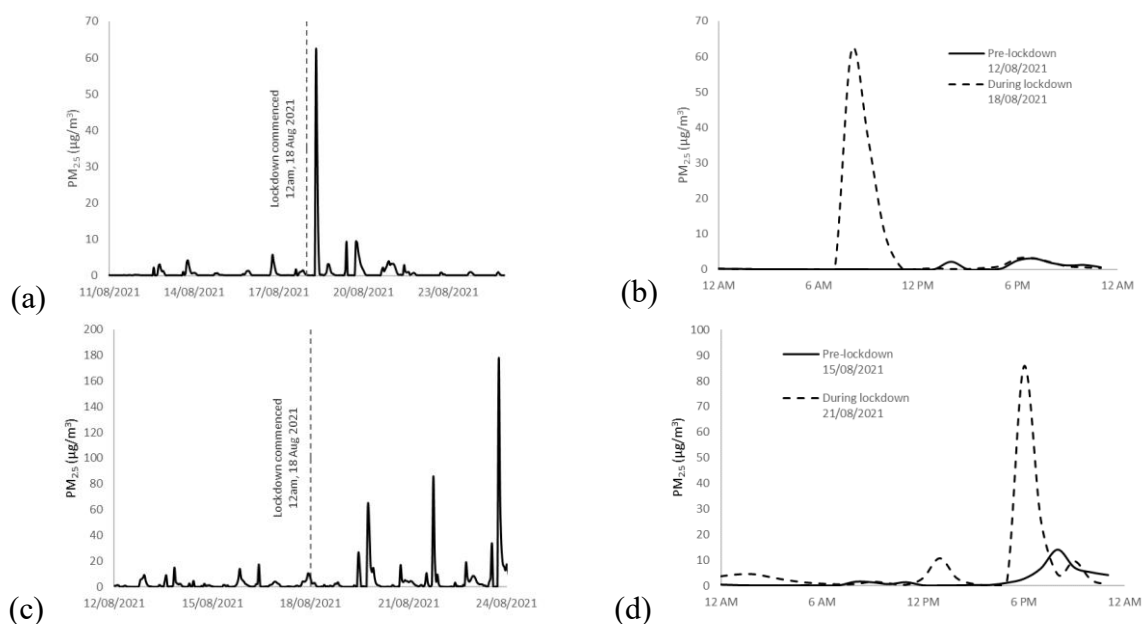 70
60
50
40
30
20
10
0
PM2.5 (µg/m³)
Lockdown commenced
12am, 18 Aug 2021
11/08/2021 14/08/2021 17/08/2021 20/08/2021 23/08/2021
(a)
70
60
50
40
30
20
10
0
PM2.5 (µg/m³)
Pre-lockdown
12/08/2021
During lockdown
18/08/2021
12 AM 6 AM 12 PM 6 PM 12 AM
(b)
200
180
160
140
120
100
80
60
40
20
0
PM2.5 (µg/m³)
Lockdown commenced
12am, 18 Aug 2021
12/08/2021 15/08/2021 18/08/2021 21/08/2021 24/08/2021
(c)
100
90
80
70
60
50
40
30
20
10
0
PM2.5 (µg/m³)
Pre-lockdown
15/08/2021
During lockdown
21/08/2021
12 AM 6 AM 12 PM 6 PM 12 AM
(d)